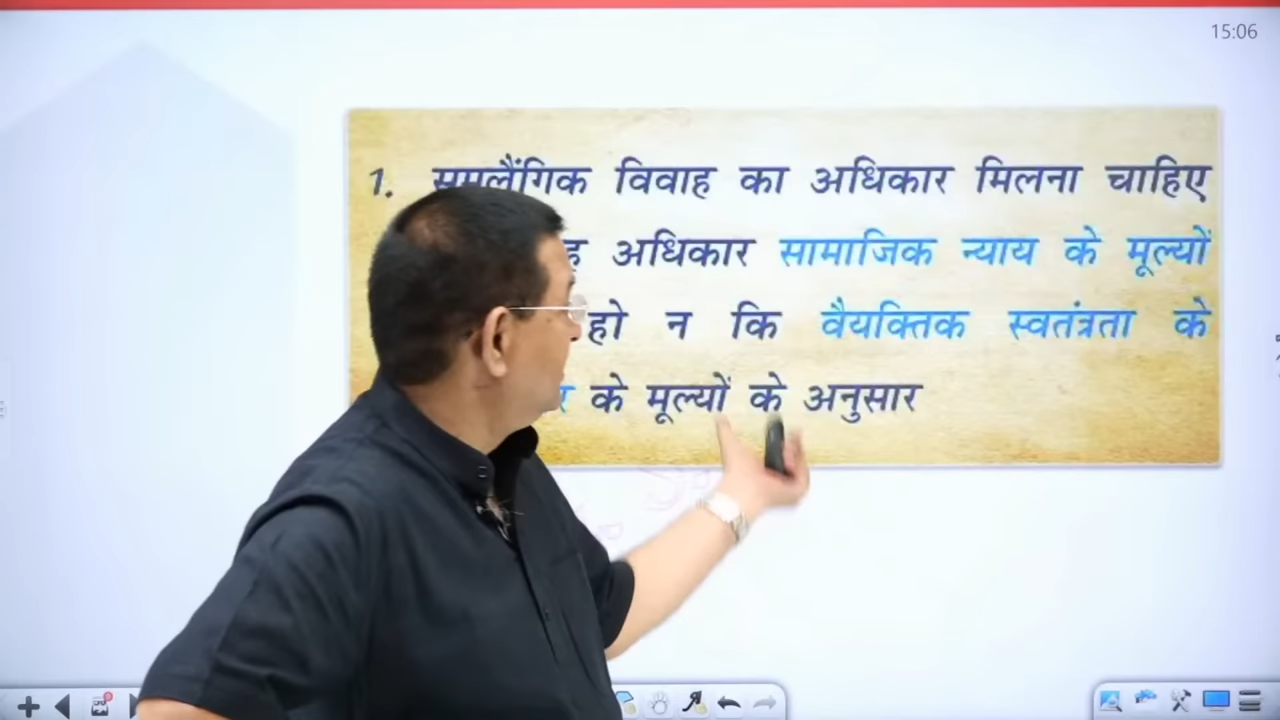 15:06
1. समलैंगिक विवाह का अधिकार मिलना चाहिए
अधिकार सामाजिक न्याय के मूल्यों
हो न कि वैयक्तिक स्वतंत्रता के
के मूल्यों के अनुसार